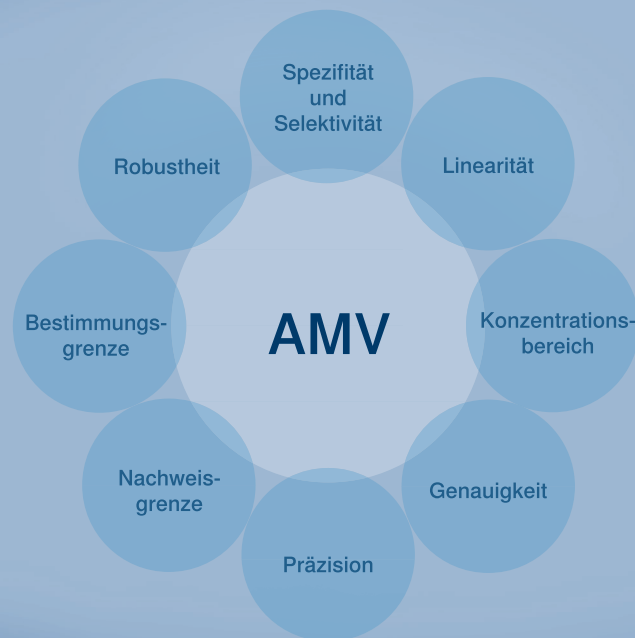 Spezifität
und
Selektivität
Linearität
Konzentrations-
bereich
Genauigkeit
Präzision
Nachweis-
grenze
Bestimmungs-
grenze
Robustheit
AMV